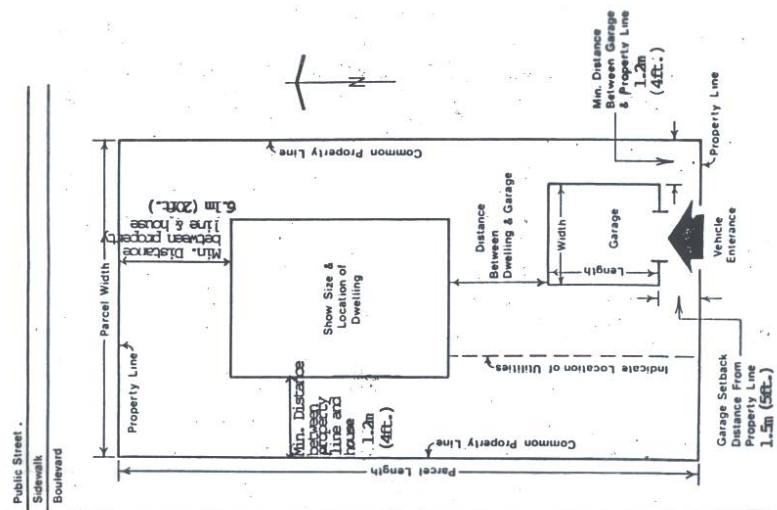 Public Street.
Sidewalk
Boulevard
Parcel Width
Property Line
Min. Distance
between property
line & house
6.1m (20ft.)
Common Property Line
N
Show Size &
Location of
Dwelling
Min. Distance
between
property
line and
house
1.2m
(4ft.)
Distance
Between
Dwelling & Garage
Width
Garage
Length
Indicate Location of Utilities
Common Property Line
Parcel Length
Min. Distance
Between Garage
& Property Line
1.2m
(4ft.)
Property Line
Vehicle
Enterance
Garage Setback
Distance From
Property Line
1.5m (5ft.)